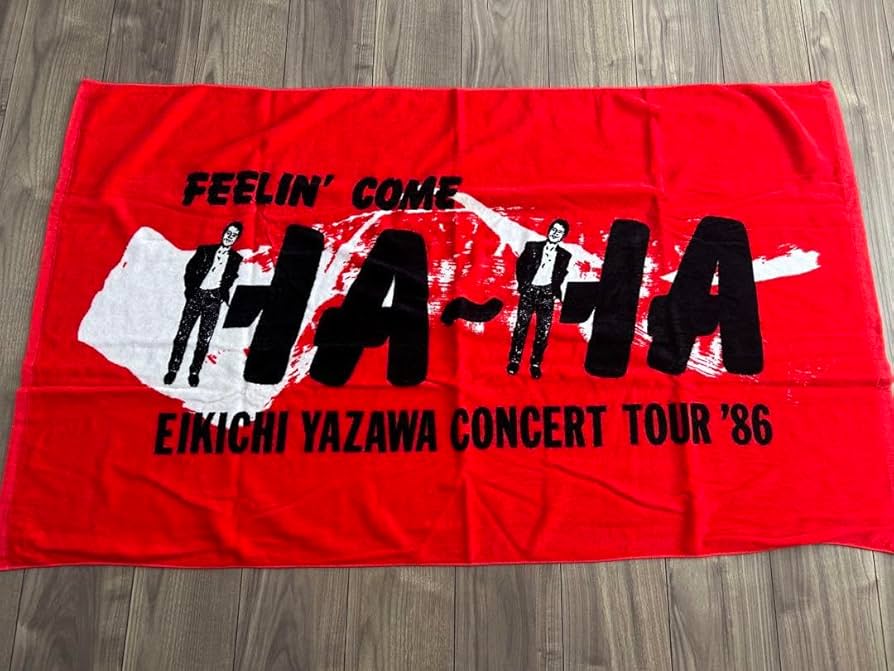 FEELIN' COME
HA~HA
EIKICHI YAZAWA CONCERT TOUR '86